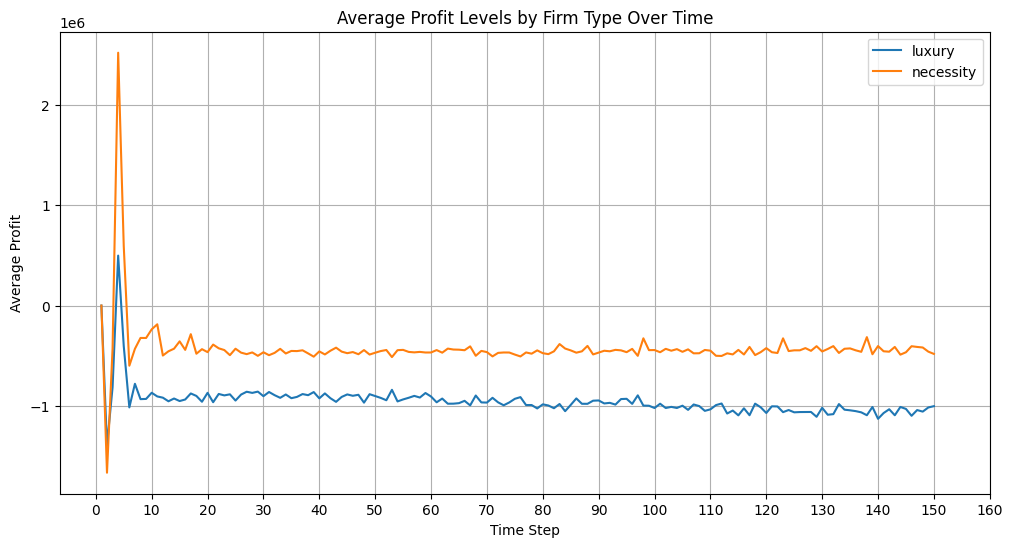 Average Profit Levels by Firm Type Over Time
1e6
luxury
necessity
2
1
0
−1
Average Profit
0 10 20 30 40 50 60 70 80 90 100 110 120 130 140 150 160
Time Step